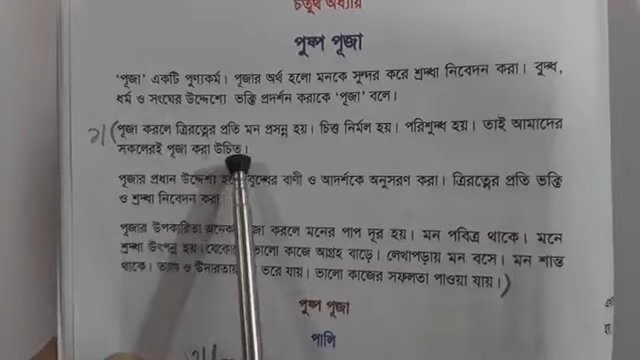 চতুর্থ অধ্যায়
পুষ্প পূজা
‘পূজা’ একটি পুণ্যকর্ম। পূজার অর্থ হলো মনকে সুন্দর করে শ্রদ্ধা নিবেদন করা। বুদ্ধ,
ধর্ম ও সংঘের উদ্দেশ্যে ভক্তি প্রদর্শন করাকে ‘পূজা’ বলে।
২/ (পূজা করলে ত্রিরত্নের প্রতি মন প্রসন্ন হয়। চিত্ত নির্মল হয়। পরিশুদ্ধ হয়। তাই আমাদের
সকলেরই পূজা করা উচিত।
পূজার প্রধান উদ্দেশ্য বুদ্ধের বাণী ও আদর্শকে অনুসরণ করা। ত্রিরত্নের প্রতি ভক্তি
ও শ্রদ্ধা নিবেদন করা
পূজার উপকারিতা অনেক পূজা করলে মনের পাপ দূর হয়। মন পবিত্র থাকে। মনে
শ্রদ্ধা উৎপন্ন হয়। ভালো কাজে আগ্রহ বাড়ে। লেখাপড়ায় মন বসে। মন শান্ত
থাকে। ও ভরে যায়। ভালো কাজের সফলতা পাওয়া যায়।)
পুষ্প পূজা
পালি